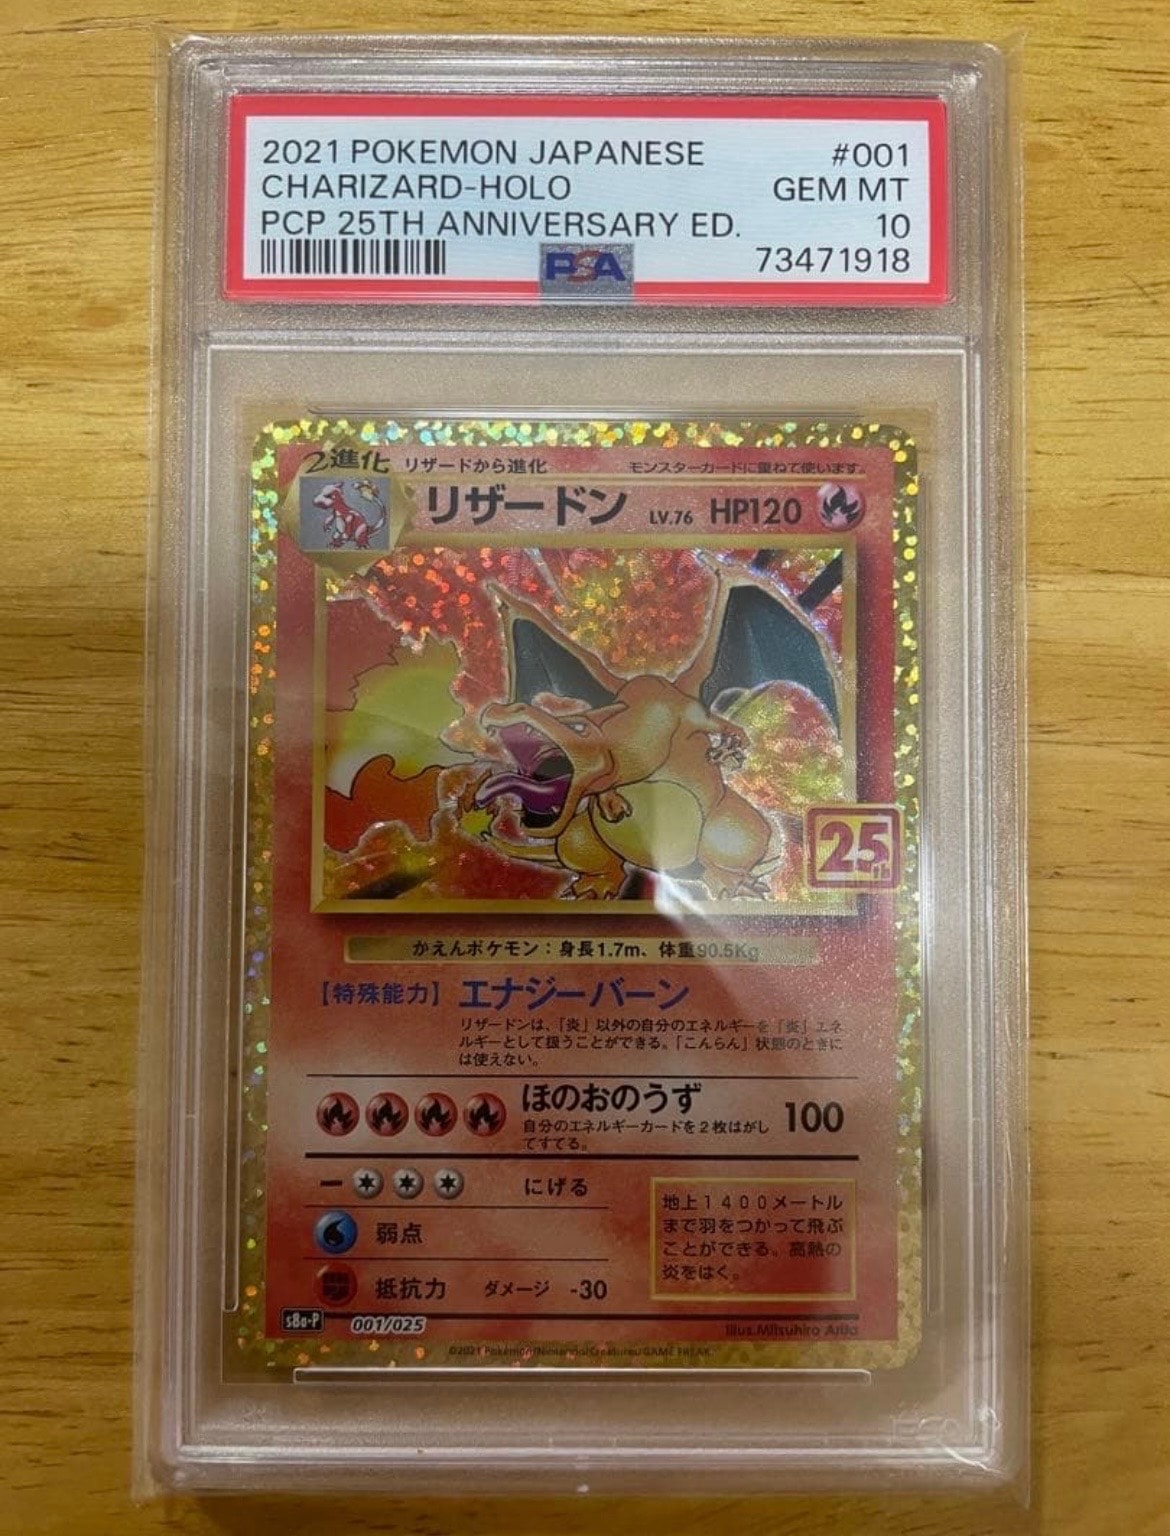 2021 POKEMON JAPANESE #001
CHARIZARD-HOLO GEM MT
PCP 25TH ANNIVERSARY ED. 10
PSA 73471918
2進化 リザードから進化 モンスターカードに重ねて使います。
リザードン LV.76 HP120
25th
かえんポケモン：身長1.7m、体重90.5Kg
【特殊能力】エナジーバーン
リザードンは、「炎」以外の自分のエネルギーを「炎」エネ
ルギーとして扱うことができる。「こんらん」状態のときに
は使えない。
ほのおのうず 100
自分のエネルギーカードを2枚はがし
てすてる。
にげる
弱点
抵抗力 ダメージ -30
地上1400メートル
まで羽をつかって飛ぶ
ことができる。高熱の
炎をはく。
s8a-P 001/025 Illus.Mitsuhiro Arita
©2021 Pokémon/Nintendo/Creatures/GAME FREAK.